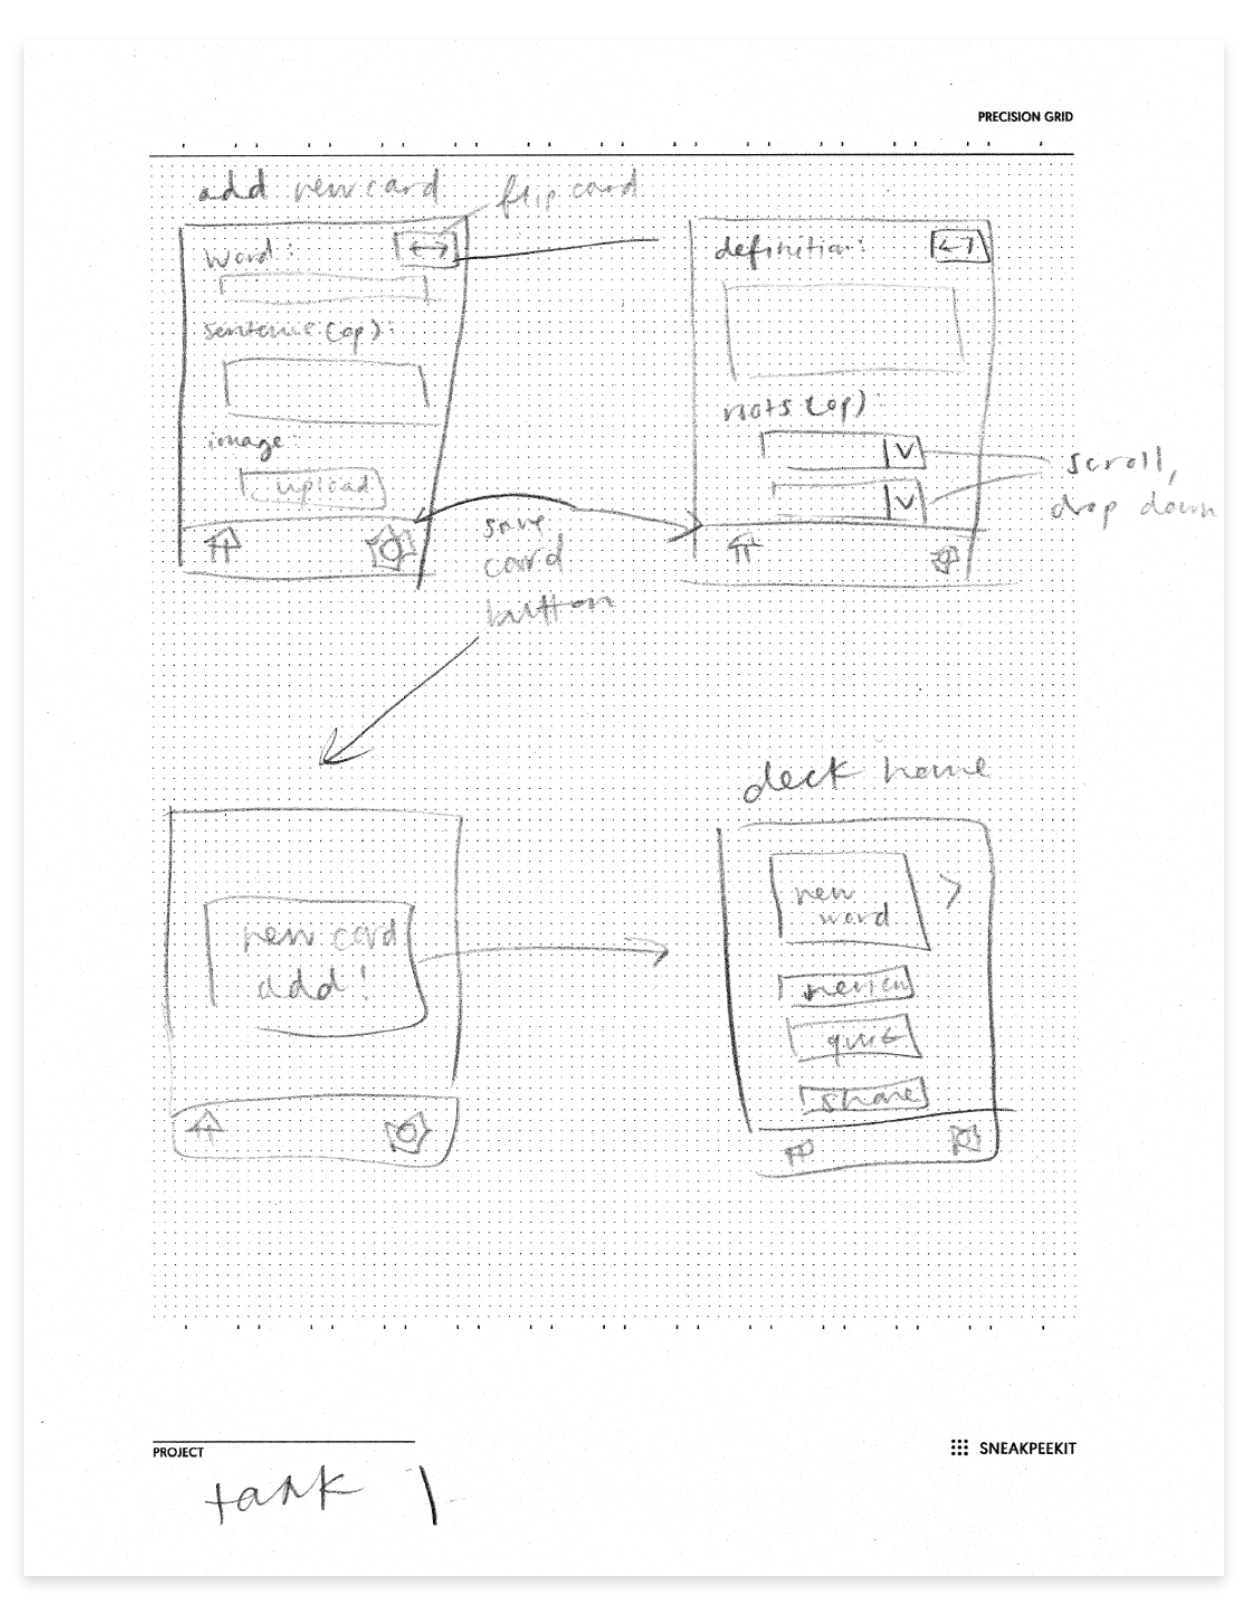 PRECISION GRID
add new card
flip card
word:
sentence (op):
image:
upload
definition:
roots (op):
scroll,
drop down
save
card
button
new card
add!
deck home
new
word
review
quiz
share
PROJECT
SNEAKPEEKIT
1